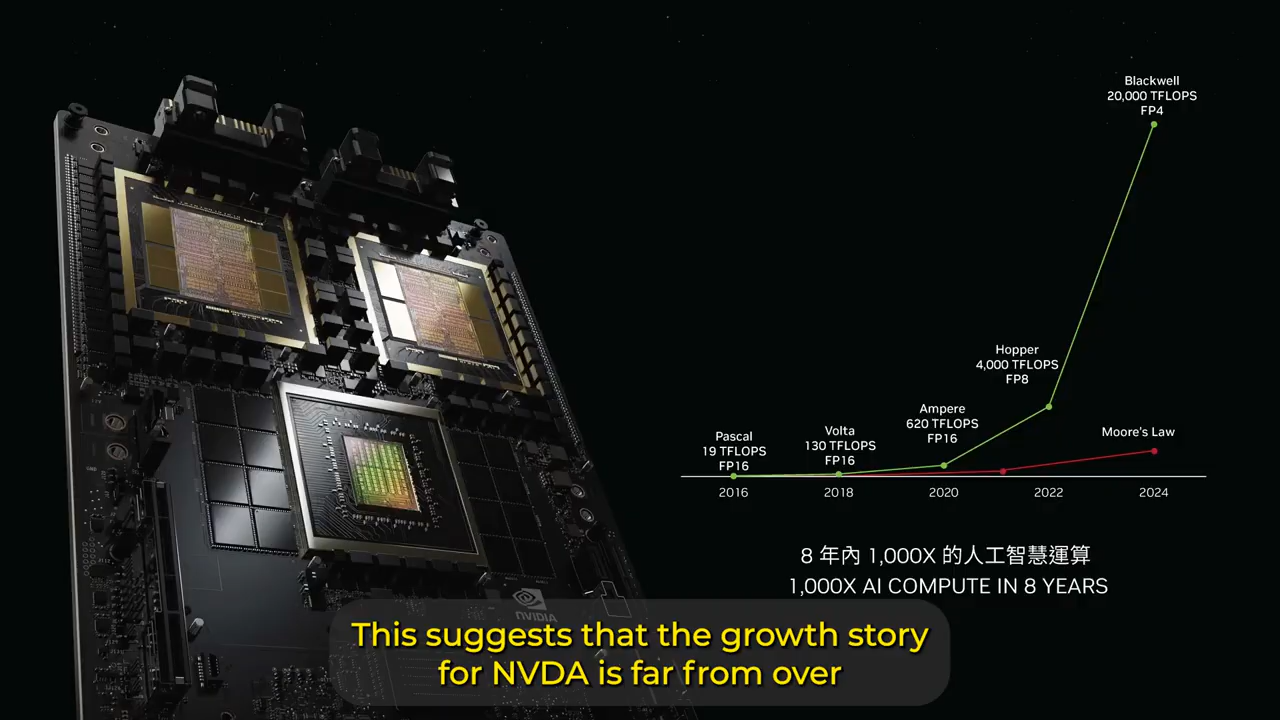 Blackwell
20,000 TFLOPS
FP4
Hopper
4,000 TFLOPS
FP8
Ampere
620 TFLOPS
FP16
Volta
130 TFLOPS
FP16
Pascal
19 TFLOPS
FP16
Moore's Law
2016
2018
2020
2022
2024
8 年內 1,000X 的人工智慧運算
1,000X AI COMPUTE IN 8 YEARS
NVIDIA
This suggests that the growth story
for NVDA is far from over